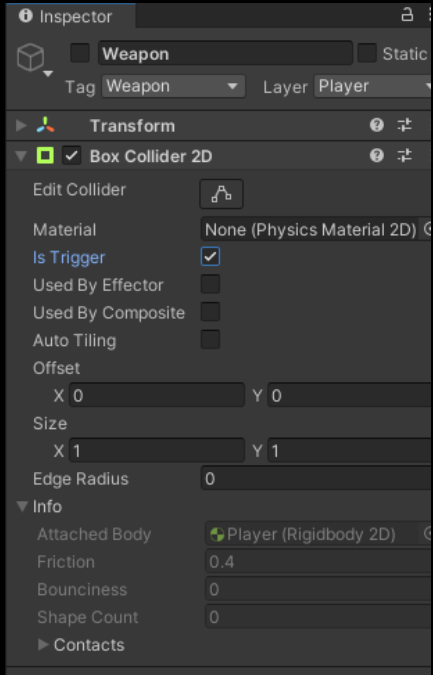 Inspector
Weapon Static
Tag Weapon Layer Player
Transform
Box Collider 2D
Edit Collider
Material None (Physics Material 2D)
Is Trigger
Used By Effector
Used By Composite
Auto Tiling
Offset
X 0 Y 0
Size
X 1 Y 1
Edge Radius 0
Info
Attached Body Player (Rigidbody 2D)
Friction 0.4
Bounciness 0
Shape Count 0
Contacts